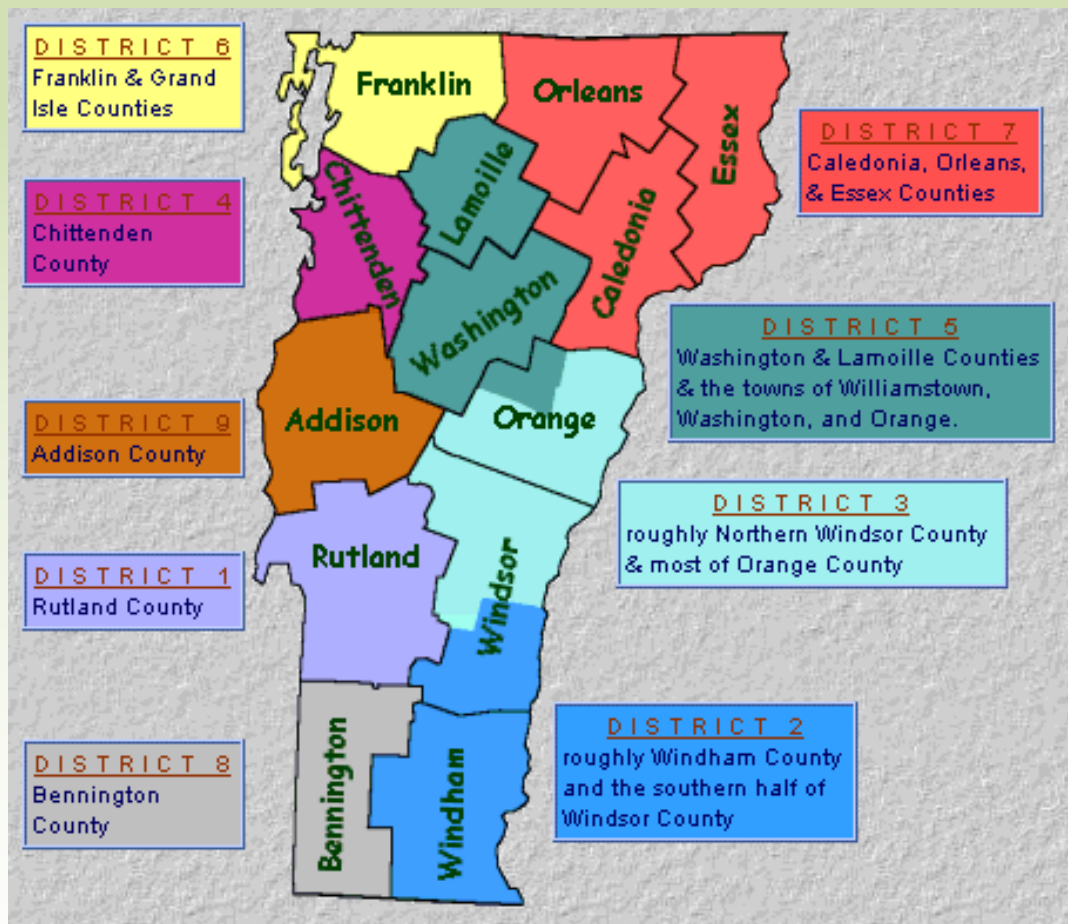 DISTRICT 6
Franklin & Grand
Isle Counties
DISTRICT 4
Chittenden
County
DISTRICT 9
Addison County
DISTRICT 1
Rutland County
DISTRICT 8
Bennington
County
Franklin
Orleans
Essex
Lamoille
Chittenden
Caledonia
Washington
Addison
Orange
Rutland
Windsor
Bennington
Windham
DISTRICT 7
Caledonia, Orleans,
& Essex Counties
DISTRICT 5
Washington & Lamoille Counties
& the towns of Williamstown,
Washington, and Orange.
DISTRICT 3
roughly Northern Windsor County
& most of Orange County
DISTRICT 2
roughly Windham County
and the southern half of
Windsor County